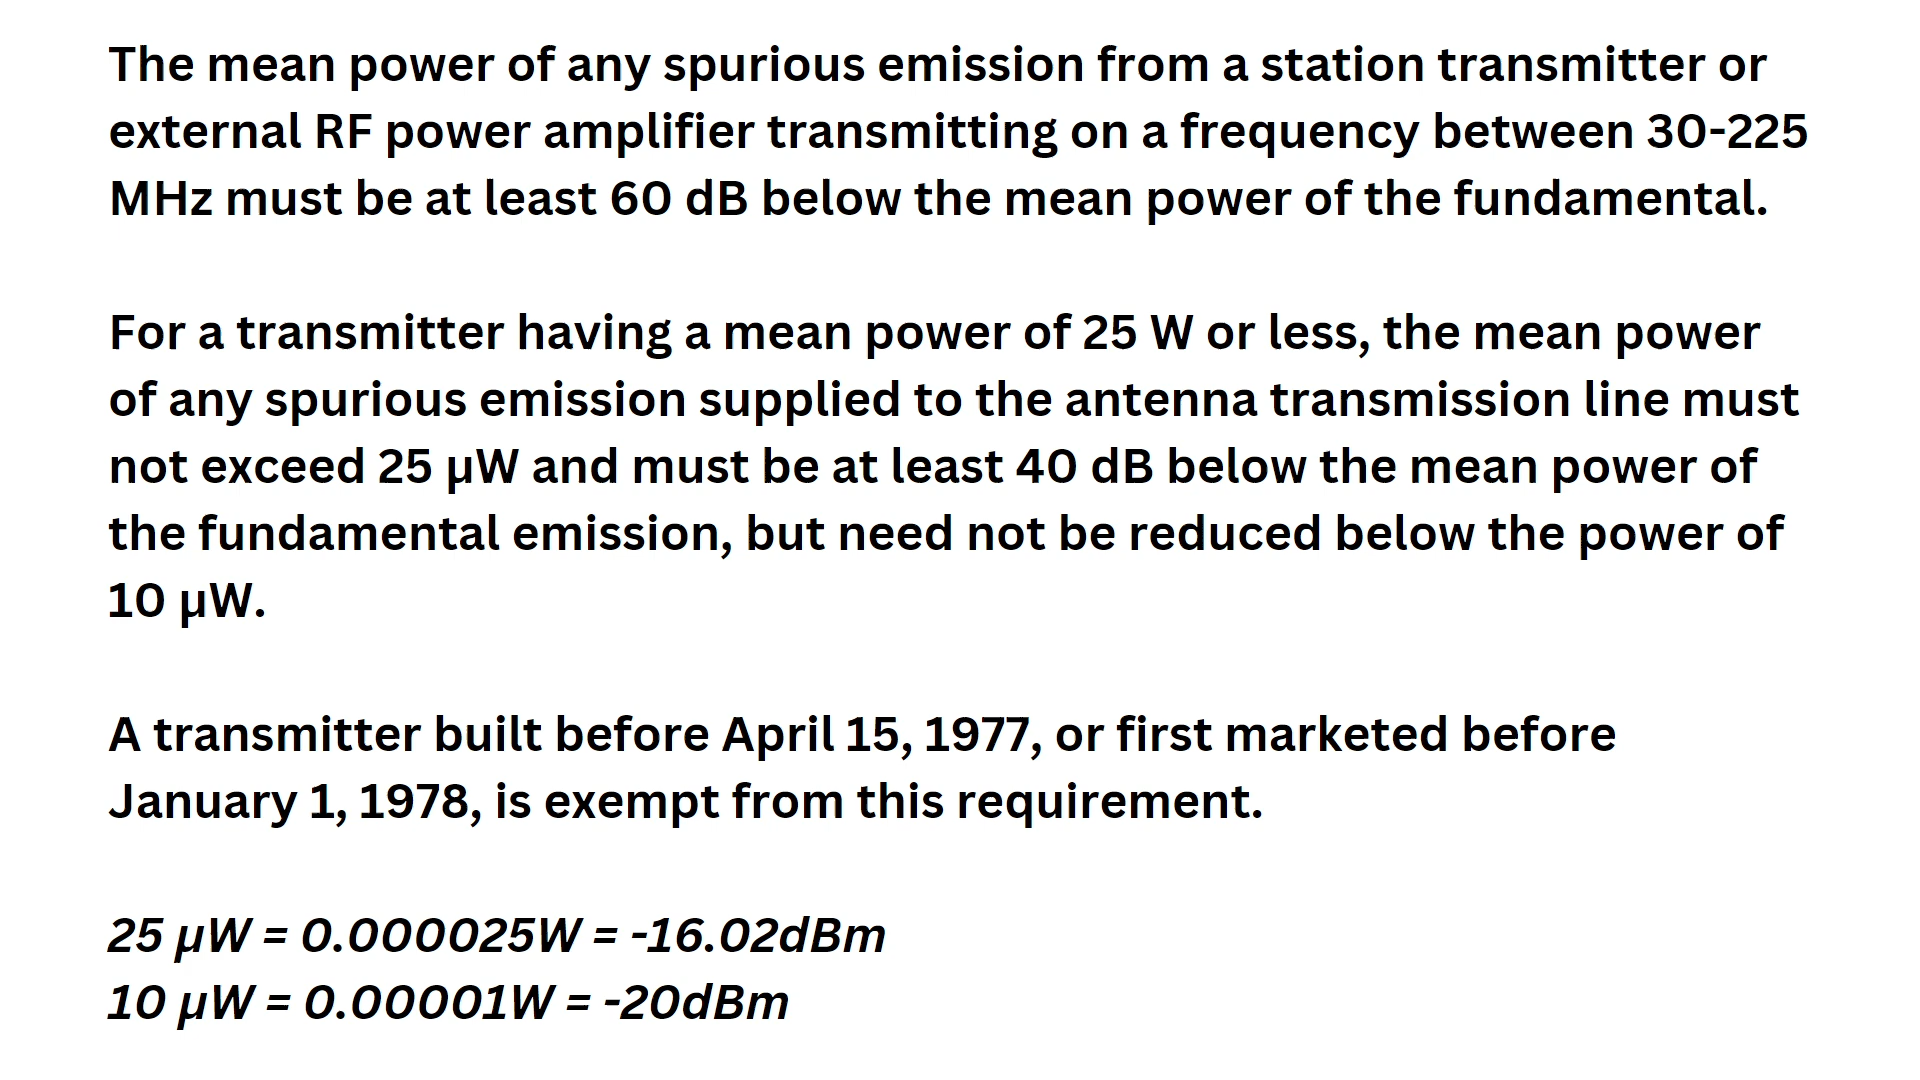 The mean power of any spurious emission from a station transmitter or
external RF power amplifier transmitting on a frequency between 30-225
MHz must be at least 60 dB below the mean power of the fundamental.
For a transmitter having a mean power of 25 W or less, the mean power
of any spurious emission supplied to the antenna transmission line must
not exceed 25 µW and must be at least 40 dB below the mean power of
the fundamental emission, but need not be reduced below the power of
10 µW.
A transmitter built before April 15, 1977, or first marketed before
January 1, 1978, is exempt from this requirement.
25 µW = 0.000025W = -16.02dBm
10 µW = 0.00001W = -20dBm